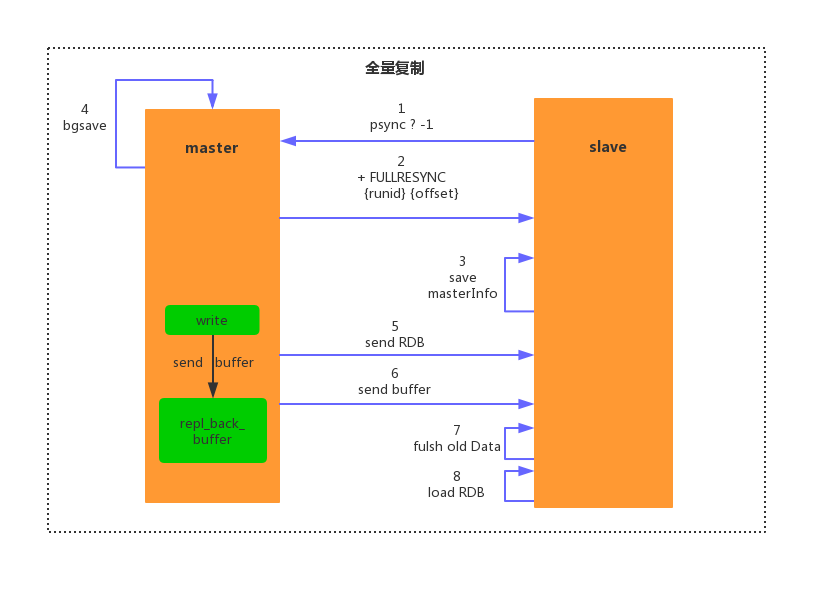 全量复制
4
bgsave
master
1
psync ? -1
slave
2
+ FULLRESYNC
{runid} {offset}
3
save
masterInfo
write
send buffer
repl_back_
buffer
5
send RDB
6
send buffer
7
fulsh old Data
8
load RDB